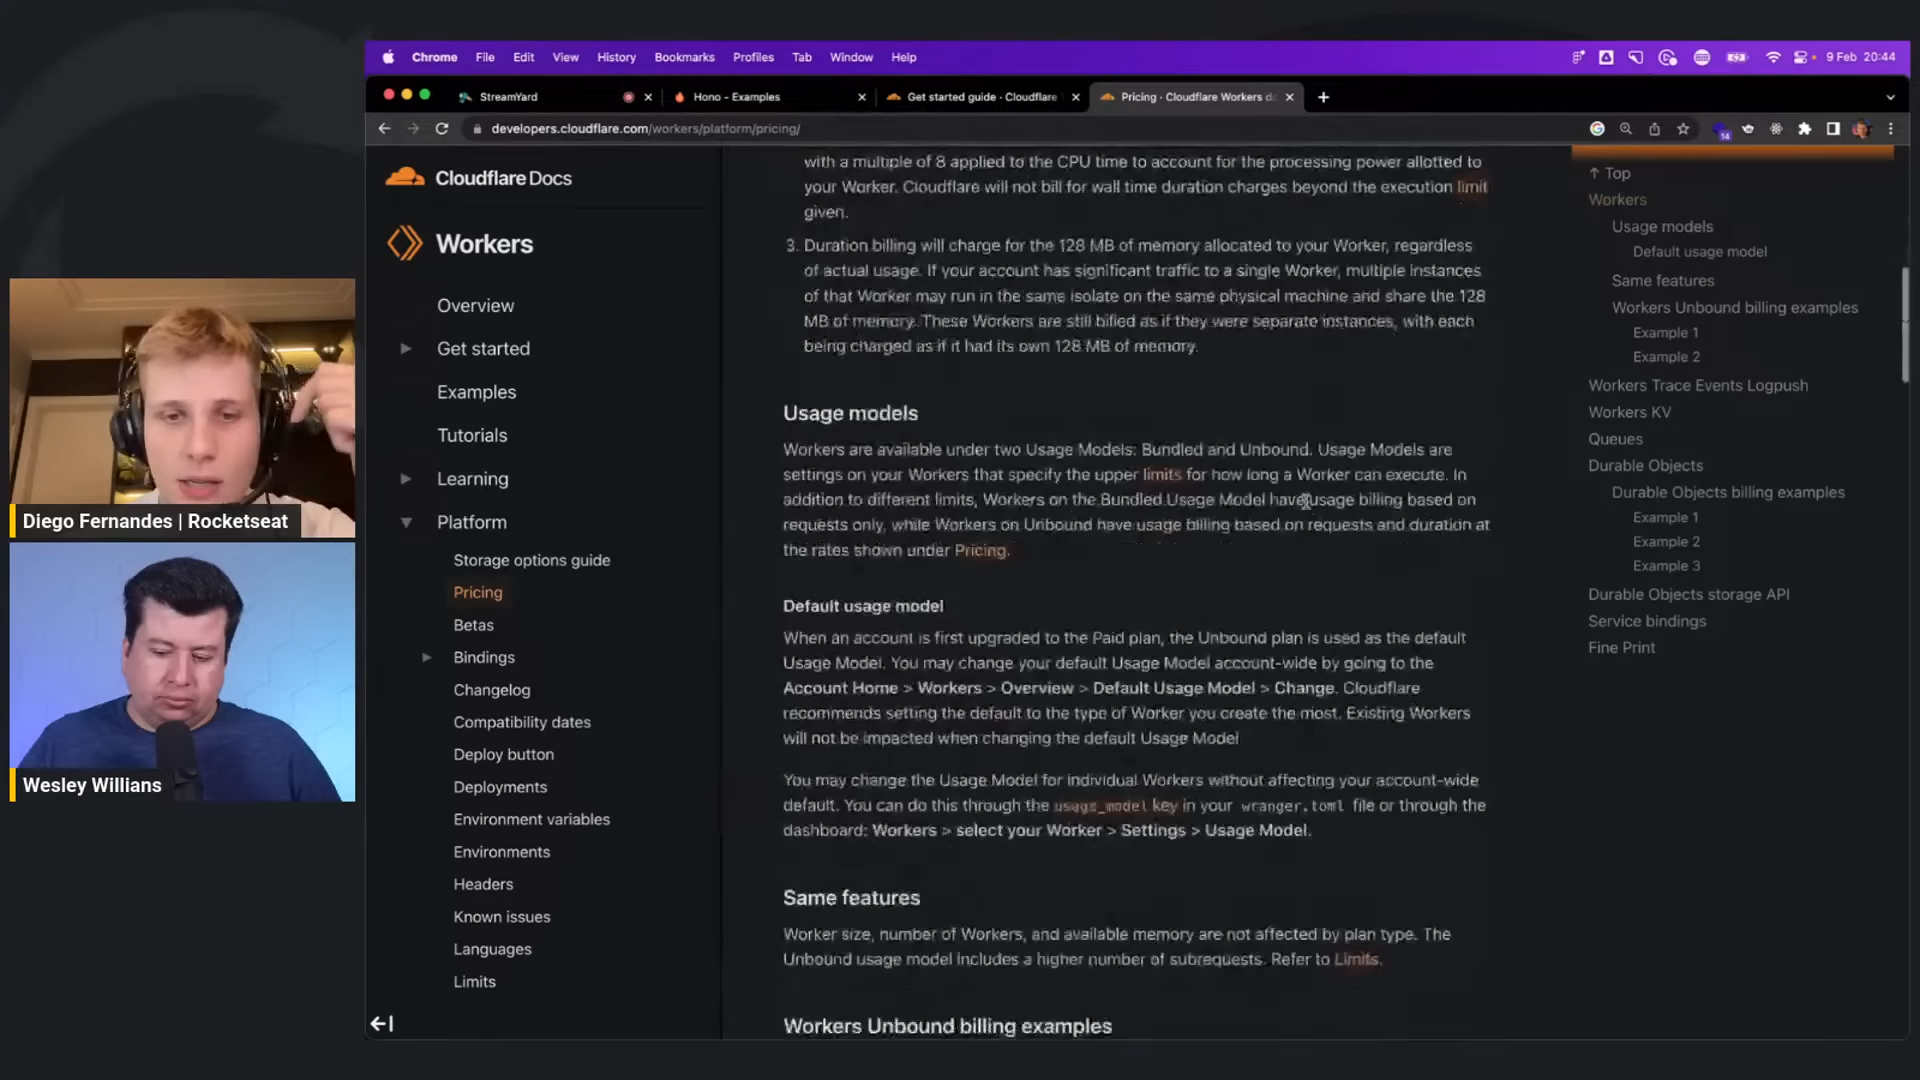 Chrome File Edit View History Bookmarks Profiles Tab Window Help 9 Feb 20:44
StreamYard
Hono - Examples
Get started guide · Cloudflare
Pricing · Cloudflare Workers do
developers.cloudflare.com/workers/platform/pricing/
14
Cloudflare Docs
Workers
Overview
Get started
Examples
Tutorials
Learning
Platform
Storage options guide
Pricing
Betas
Bindings
Changelog
Compatibility dates
Deploy button
Deployments
Environment variables
Environments
Headers
Known issues
Languages
Limits
with a multiple of 8 applied to the CPU time to account for the processing power allotted to
your Worker. Cloudflare will not bill for wall time duration charges beyond the execution limit
given.
3. Duration billing will charge for the 128 MB of memory allocated to your Worker, regardless
of actual usage. If your account has significant traffic to a single Worker, multiple instances
of that Worker may run in the same isolate on the same physical machine and share the 128
MB of memory. These Workers are still billed as if they were separate instances, with each
being charged as if it had its own 128 MB of memory.
Usage models
Workers are available under two Usage Models: Bundled and Unbound. Usage Models are
settings on your Workers that specify the upper limits for how long a Worker can execute. In
addition to different limits, Workers on the Bundled Usage Model have usage billing based on
requests only, while Workers on Unbound have usage billing based on requests and duration at
the rates shown under Pricing.
Default usage model
When an account is first upgraded to the Paid plan, the Unbound plan is used as the default
Usage Model. You may change your default Usage Model account-wide by going to the
Account Home > Workers > Overview > Default Usage Model > Change. Cloudflare
recommends setting the default to the type of Worker you create the most. Existing Workers
will not be impacted when changing the default Usage Model
You may change the Usage Model for individual Workers without affecting your account-wide
default. You can do this through the usage_model key in your wranger.toml file or through the
dashboard: Workers > select your Worker > Settings > Usage Model.
Same features
Worker size, number of Workers, and available memory are not affected by plan type. The
Unbound usage model includes a higher number of subrequests. Refer to Limits.
Workers Unbound billing examples
↑ Top
Workers
Usage models
Default usage model
Same features
Workers Unbound billing examples
Example 1
Example 2
Workers Trace Events Logpush
Workers KV
Queues
Durable Objects
Durable Objects billing examples
Example 1
Example 2
Example 3
Durable Objects storage API
Service bindings
Fine Print
Diego Fernandes | Rocketseat
Wesley Willians